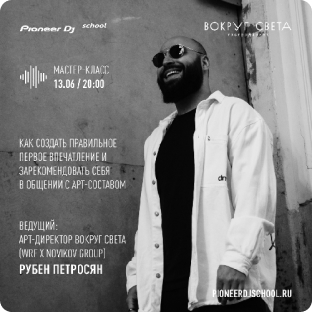 Pioneer Dj school
ВОКРУГ СВЕТА
МАСТЕР-КЛАСС
13.06 / 20:00
КАК СОЗДАТЬ ПРАВИЛЬНОЕ
ПЕРВОЕ ВПЕЧАТЛЕНИЕ И
ЗАРЕКОМЕНДОВАТЬ СЕБЯ
В ОБЩЕНИИ С АРТ-СОСТАВОМ
ВЕДУЩИЙ:
АРТ-ДИРЕКТОР ВОКРУГ СВЕТА
(WRF X NOVIKOV GROUP)
РУБЕН ПЕТРОСЯН
PIONEERDJSCHOOL.RU